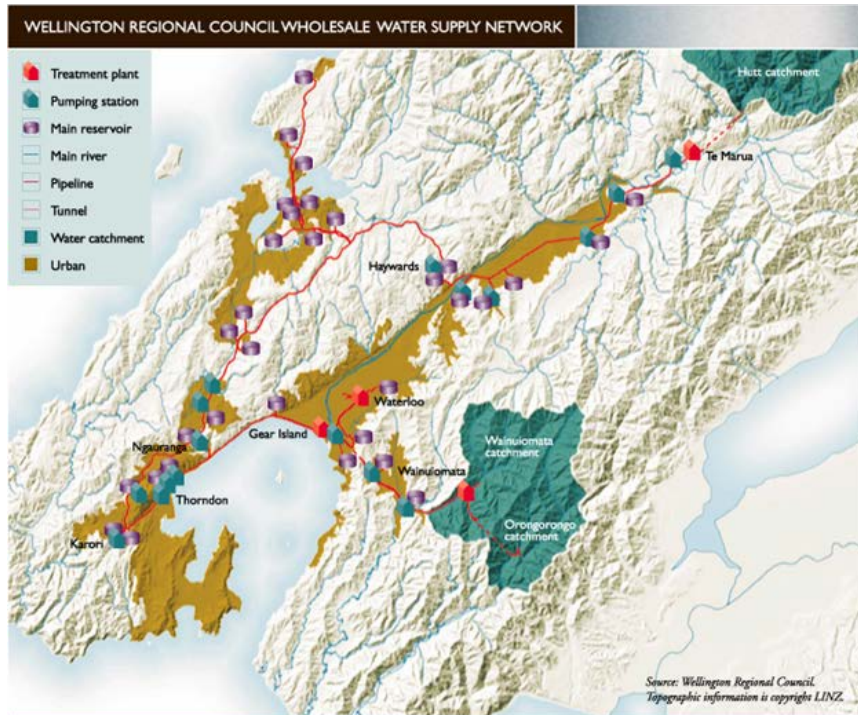 WELLINGTON REGIONAL COUNCIL WHOLESALE WATER SUPPLY NETWORK
Treatment plant
Pumping station
Main reservoir
Main river
Pipeline
Tunnel
Water catchment
Urban
Hutt catchment
Te Marua
Haywards
Waterloo
Gear Island
Ngauranga
Wainuiomata
Wainuiomata
catchment
Thorndon
Orongorongo
catchment
Karori
Source: Wellington Regional Council.
Topographic information is copyright LINZ.